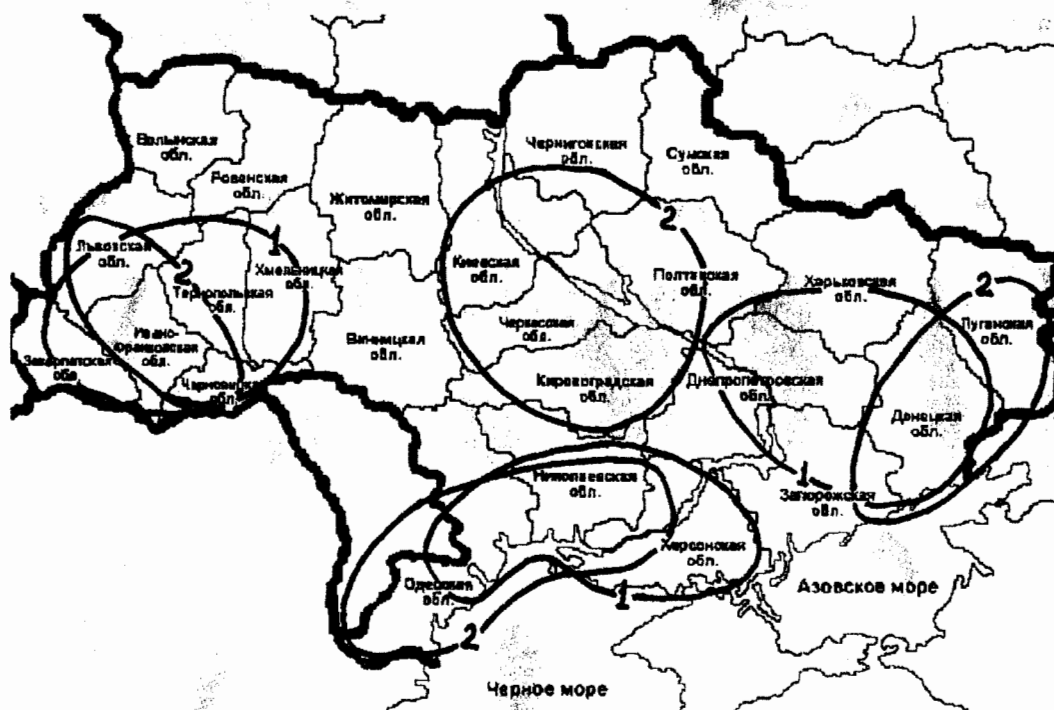 Волынская
обл.
Ровенская
обл.
Житомирская
обл.
Черниговская
обл.
Сумская
обл.
2
1
Львовская
обл.
2
Тернопольская
обл.
Хмельницкая
обл.
Киевская
обл.
Полтавская
обл.
Харьковская
обл.
2
Луганская
обл.
Ивано-
Франковская
обл.
Закарпатская
обл.
Черновицкая
обл.
Винницкая
обл.
Черкасская
обл.
Кировоградская
обл.
Днепропетровская
обл.
Донецкая
обл.
Николаевская
обл.
1
Запорожская
обл.
Херсонская
обл.
Одесская
обл.
1
2
Азовское море
Черное море